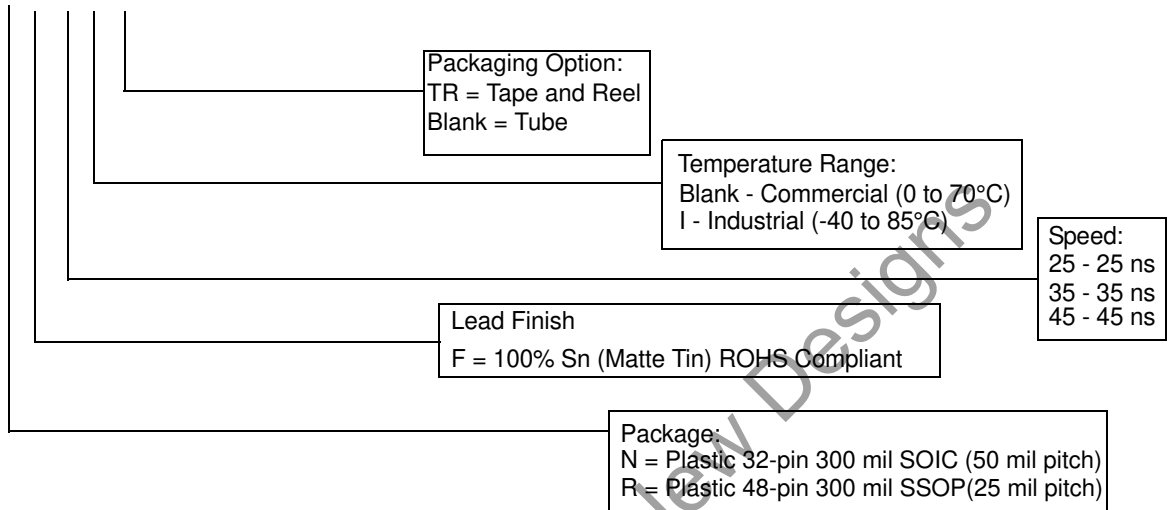 Packaging Option:
TR = Tape and Reel
Blank = Tube
Temperature Range:
Blank - Commercial (0 to 70°C)
I - Industrial (-40 to 85°C)
Speed:
25 - 25 ns
35 - 35 ns
45 - 45 ns
Lead Finish
F = 100% Sn (Matte Tin) ROHS Compliant
Package:
N = Plastic 32-pin 300 mil SOIC (50 mil pitch)
R = Plastic 48-pin 300 mil SSOP(25 mil pitch)
Designs